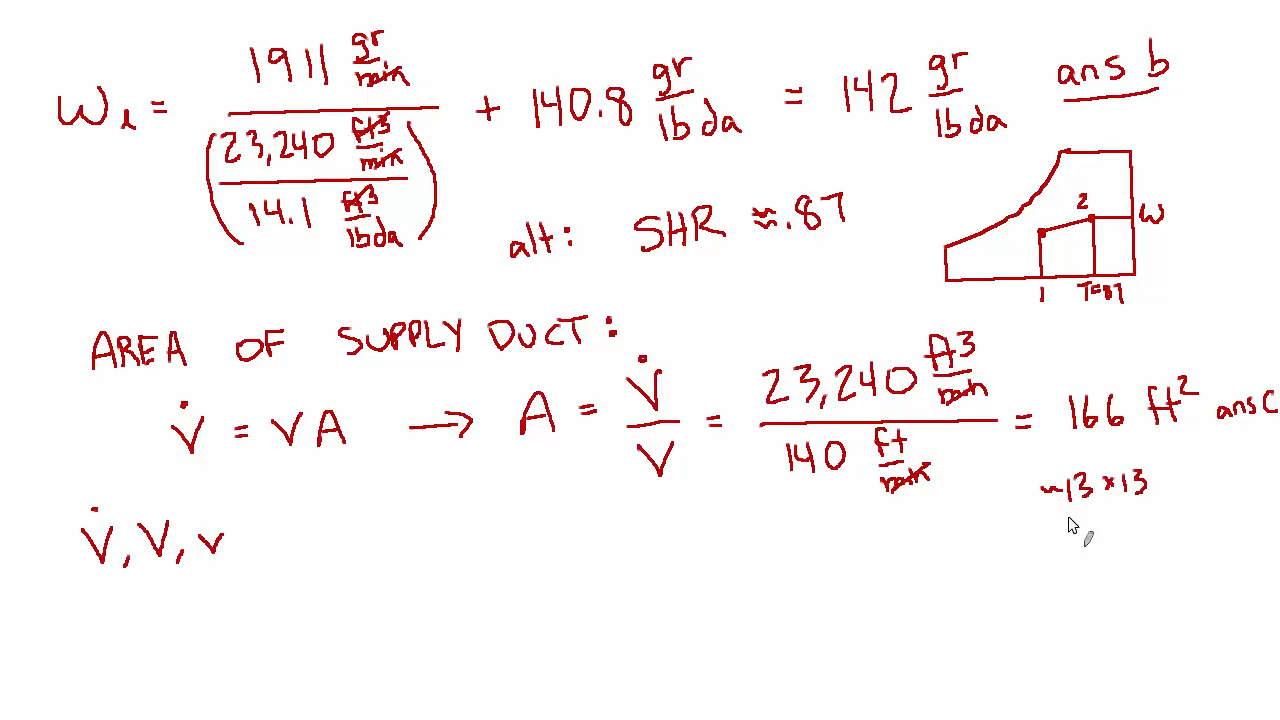 W₂ = 1911 gr/min / (23,240 ft3/min / 14.1 ft3/lbda) + 140.8 gr/lbda = 142 gr/lbda ans b
alt: SHR ≈ .87
2
W
1
T=87
AREA OF SUPPLY DUCT:
V̇ = VA → A = V̇/V = 23,240 ft3/min / 140 ft/min = 166 ft² ans C
~13 x 13
V̇, V, v